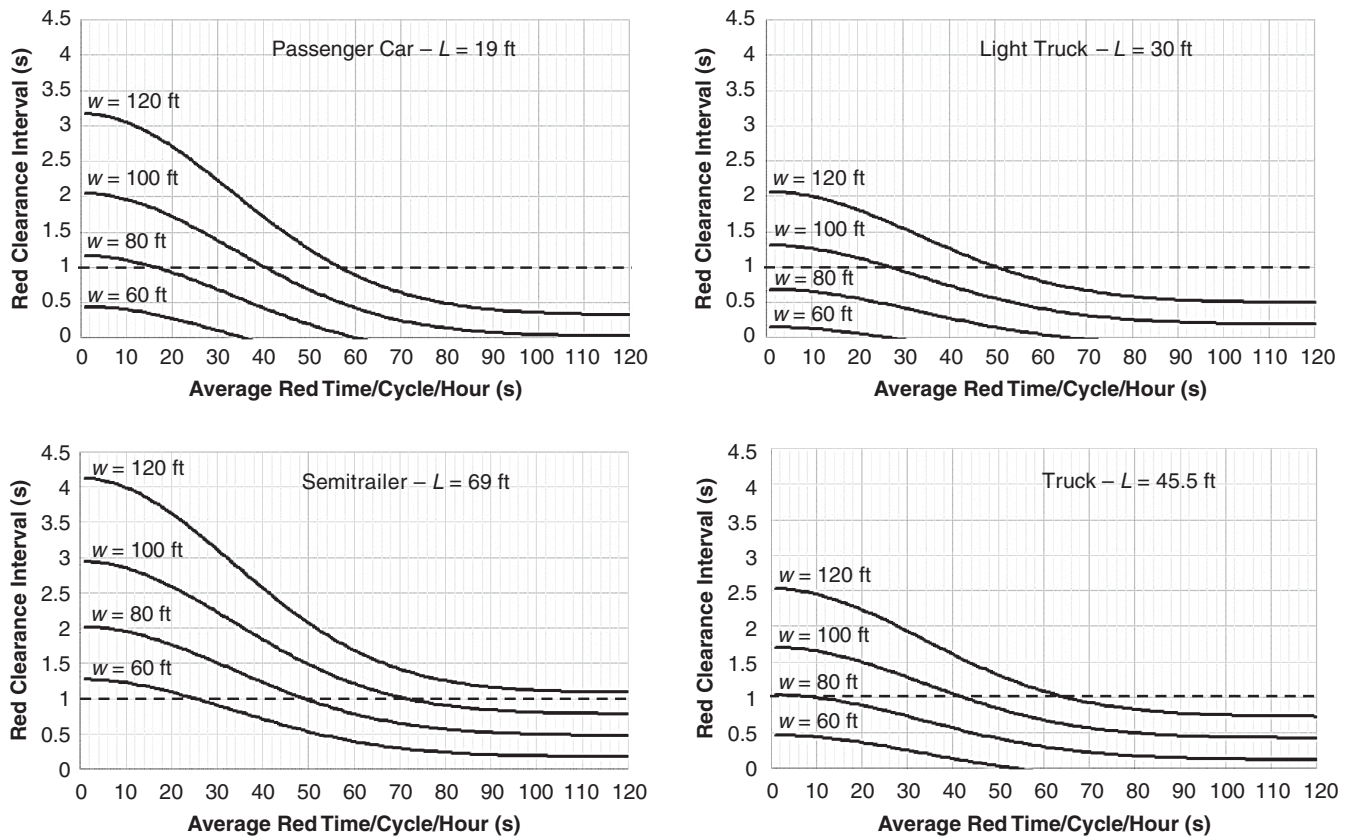 Passenger Car – L = 19 ft
Red Clearance Interval (s)
4.5
4
3.5
3
2.5
2
1.5
1
0.5
0
w = 120 ft
w = 100 ft
w = 80 ft
w = 60 ft
0 10 20 30 40 50 60 70 80 90 100 110 120
Average Red Time/Cycle/Hour (s)
Light Truck – L = 30 ft
Red Clearance Interval (s)
4.5
4
3.5
3
2.5
2
1.5
1
0.5
0
w = 120 ft
w = 100 ft
w = 80 ft
w = 60 ft
0 10 20 30 40 50 60 70 80 90 100 110 120
Average Red Time/Cycle/Hour (s)
Semitrailer – L = 69 ft
Red Clearance Interval (s)
4.5
4
3.5
3
2.5
2
1.5
1
0.5
0
w = 120 ft
w = 100 ft
w = 80 ft
w = 60 ft
0 10 20 30 40 50 60 70 80 90 100 110 120
Average Red Time/Cycle/Hour (s)
Truck – L = 45.5 ft
Red Clearance Interval (s)
4.5
4
3.5
3
2.5
2
1.5
1
0.5
0
w = 120 ft
w = 100 ft
w = 80 ft
w = 60 ft
0 10 20 30 40 50 60 70 80 90 100 110 120
Average Red Time/Cycle/Hour (s)